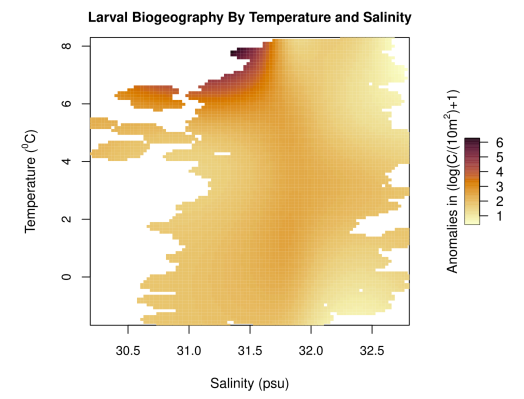 Larval Biogeography By Temperature and Salinity
Temperature (⁰C)
8
6
4
2
0
30.5 31.0 31.5 32.0 32.5
Salinity (psu)
Anomalies in (log(C/(10m²)+1)
6
5
4
3
2
1